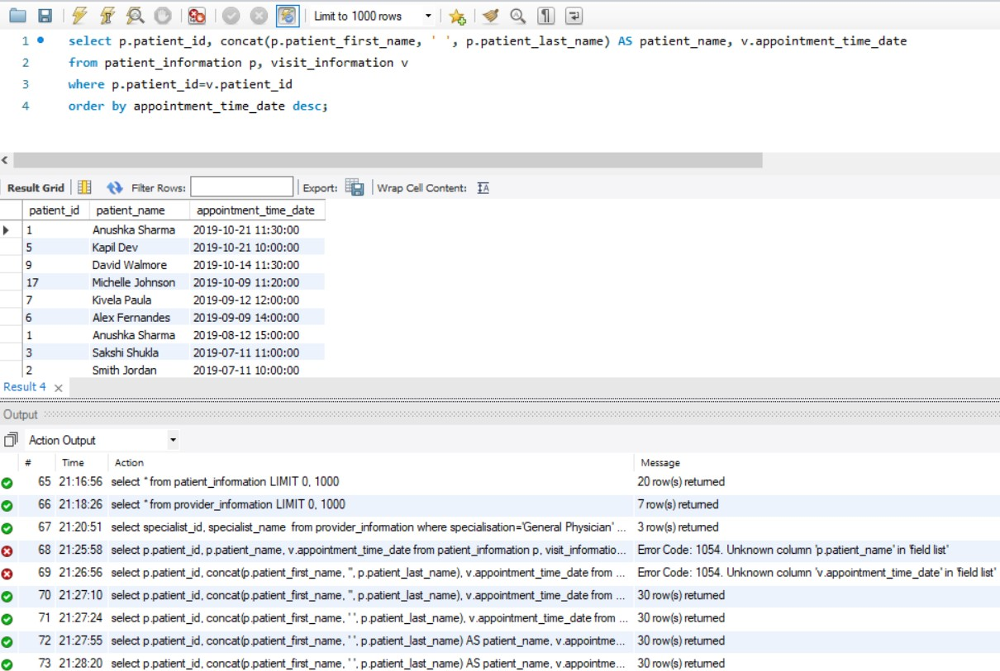 Limit to 1000 rows
1 select p.patient_id, concat(p.patient_first_name, ' ', p.patient_last_name) AS patient_name, v.appointment_time_date
2 from patient_information p, visit_information v
3 where p.patient_id=v.patient_id
4 order by appointment_time_date desc;
Result Grid Filter Rows: Export: Wrap Cell Content: IA
patient_id patient_name appointment_time_date
1 Anushka Sharma 2019-10-21 11:30:00
5 Kapil Dev 2019-10-21 10:00:00
9 David Walmore 2019-10-14 11:30:00
17 Michelle Johnson 2019-10-09 11:20:00
7 Kivela Paula 2019-09-12 12:00:00
6 Alex Fernandes 2019-09-09 14:00:00
1 Anushka Sharma 2019-08-12 15:00:00
3 Sakshi Shukla 2019-07-11 11:00:00
2 Smith Jordan 2019-07-11 10:00:00
Result 4
Output
Action Output
# Time Action Message
65 21:16:56 select * from patient_information LIMIT 0, 1000 20 row(s) returned
66 21:18:26 select * from provider_information LIMIT 0, 1000 7 row(s) returned
67 21:20:51 select specialist_id, specialist_name from provider_information where specialisation='General Physician' ... 3 row(s) returned
68 21:25:58 select p.patient_id, p.patient_name, v.appointment_time_date from patient_information p, visit_informatio... Error Code: 1054. Unknown column 'p.patient_name' in 'field list'
69 21:26:56 select p.patient_id, concat(p.patient_first_name, '', p.patient_last_name), v.appointment_time_date from ... Error Code: 1054. Unknown column 'v.appointment_time_date' in 'field list'
70 21:27:10 select p.patient_id, concat(p.patient_first_name, '', p.patient_last_name), v.appointment_time_date from ... 30 row(s) returned
71 21:27:24 select p.patient_id, concat(p.patient_first_name, ' ', p.patient_last_name), v.appointment_time_date from ... 30 row(s) returned
72 21:27:55 select p.patient_id, concat(p.patient_first_name, ' ', p.patient_last_name) AS patient_name, v.appointme... 30 row(s) returned
73 21:28:20 select p.patient_id, concat(p.patient_first_name, ' ', p.patient_last_name) AS patient_name, v.appointme... 30 row(s) returned